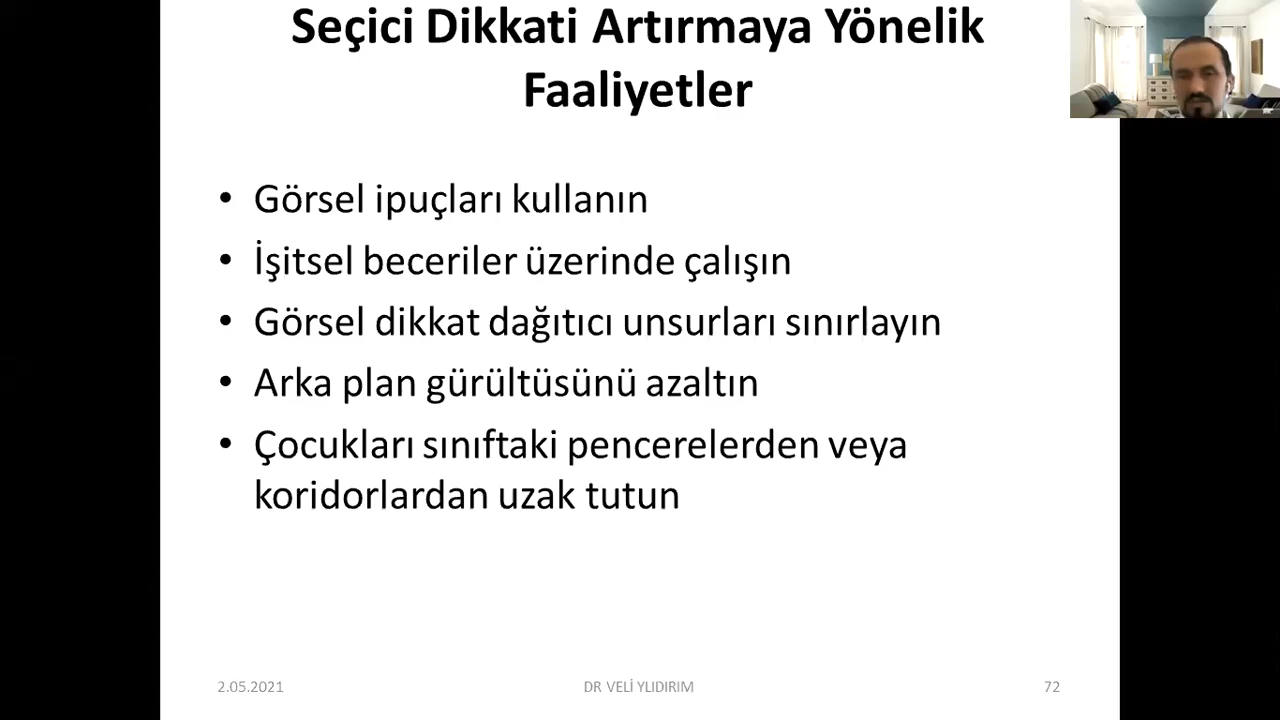 Seçici Dikkati Artırmaya Yönelik
Faaliyetler
• Görsel ipuçları kullanın
• İşitsel beceriler üzerinde çalışın
• Görsel dikkat dağıtıcı unsurları sınırlayın
• Arka plan gürültüsünü azaltın
• Çocukları sınıftaki pencerelerden veya
koridorlardan uzak tutun
2.05.2021
DR VELİ YLIDIRIM
72